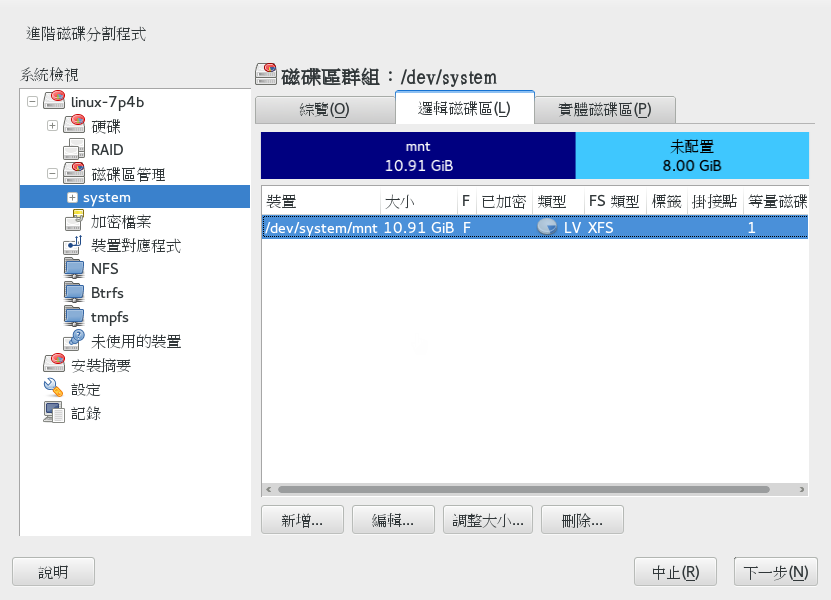 進階磁碟分割程式
系統檢視
linux-7p4b
硬碟
RAID
磁碟區管理
system
加密檔案
裝置對應程式
NFS
Btrfs
tmpfs
未使用的裝置
安裝摘要
設定
記錄
磁碟區群組：/dev/system
綜覽(O) 邏輯磁碟區(L) 實體磁碟區(P)
mnt 未配置
10.91 GiB 8.00 GiB
裝置 大小 F 已加密 類型 FS 類型 標籤 掛接點 等量磁碟
/dev/system/mnt 10.91 GiB F LV XFS 1
新增... 編輯... 調整大小... 刪除...
說明 中止(R) 下一步(N)